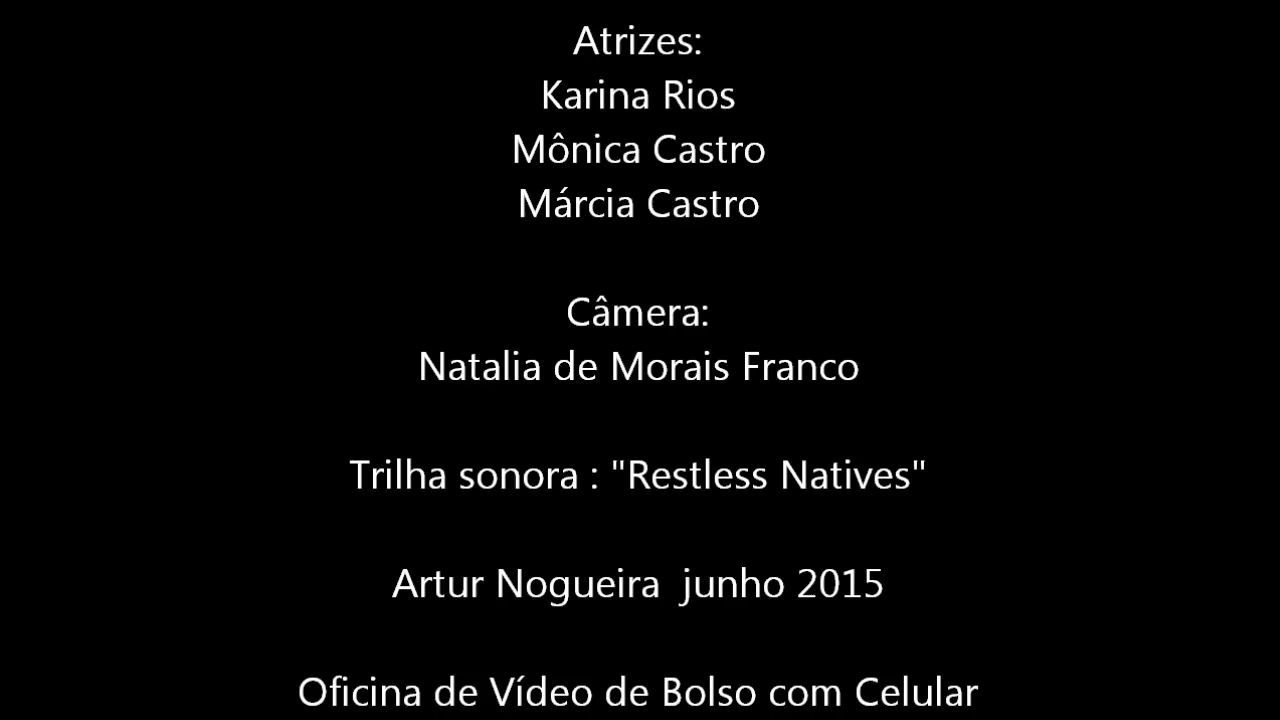 Atrizes:
Karina Rios
Mônica Castro
Márcia Castro
Câmera:
Natalia de Morais Franco
Trilha sonora : "Restless Natives"
Artur Nogueira  junho 2015
Oficina de Vídeo de Bolso com Celular